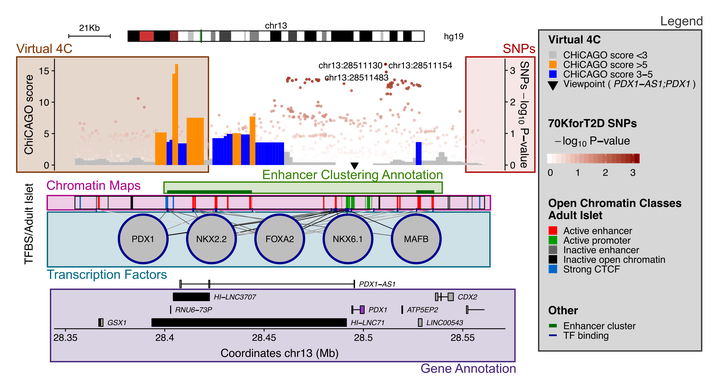 Legend
21Kb
chr13
hg19
Virtual 4C
SNPs
ChiCAGO score
15
10
5
0
chr13:28511130
chr13:28511154
chr13:28511483
3
2
1
0
SNPs −log10 P−value
Enhancer Clustering Annotation
TFBS/Adult Islet
Chromatin Maps
PDX1
NKX2.2
FOXA2
NKX6.1
MAFB
Transcription Factors
PDX1−AS1
HI−LNC3707
CDX2
RNU6−73P
PDX1
ATP5EP2
GSX1
HI−LNC71
LINC00543
28.35
28.4
28.45
28.5
28.55
Coordinates chr13 (Mb)
Gene Annotation
Virtual 4C
ChiCAGO score <3
ChiCAGO score >5
ChiCAGO score 3−5
Viewpoint ( PDX1−AS1;PDX1 )
70KforT2D SNPs
−log10 P−value
0 1 2 3
Open Chromatin Classes
Adult Islet
Active enhancer
Active promoter
Inactive enhancer
Inactive open chromatin
Strong CTCF
Other
Enhancer cluster
TF binding